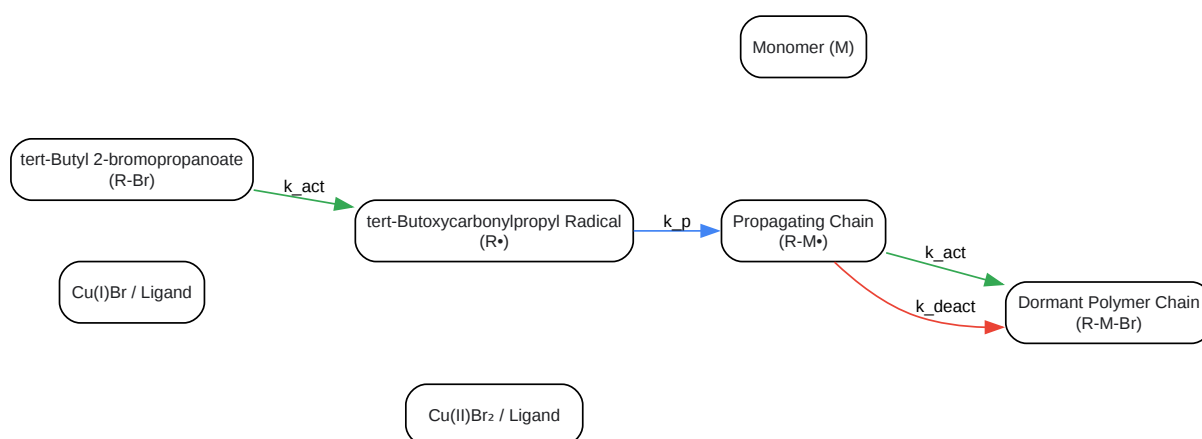 Monomer (M)
tert-Butyl 2-bromopropanoate
(R-Br)
k_act
tert-Butoxycarbonylpropyl Radical
(R•)
k_p
Propagating Chain
(R-M•)
k_act
k_deact
Dormant Polymer Chain
(R-M-Br)
Cu(I)Br / Ligand
Cu(II)Br₂ / Ligand